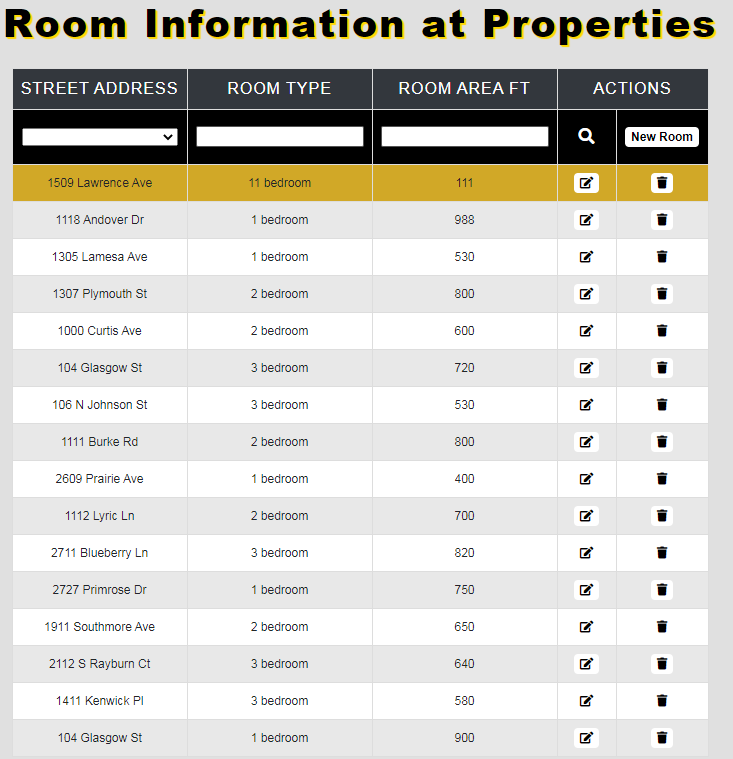 Room Information at Properties
STREET ADDRESS ROOM TYPE ROOM AREA FT ACTIONS
New Room
1509 Lawrence Ave 11 bedroom 111
1118 Andover Dr 1 bedroom 988
1305 Lamesa Ave 1 bedroom 530
1307 Plymouth St 2 bedroom 800
1000 Curtis Ave 2 bedroom 600
104 Glasgow St 3 bedroom 720
106 N Johnson St 3 bedroom 530
1111 Burke Rd 2 bedroom 800
2609 Prairie Ave 1 bedroom 400
1112 Lyric Ln 2 bedroom 700
2711 Blueberry Ln 3 bedroom 820
2727 Primrose Dr 1 bedroom 750
1911 Southmore Ave 2 bedroom 650
2112 S Rayburn Ct 3 bedroom 640
1411 Kenwick Pl 3 bedroom 580
104 Glasgow St 1 bedroom 900